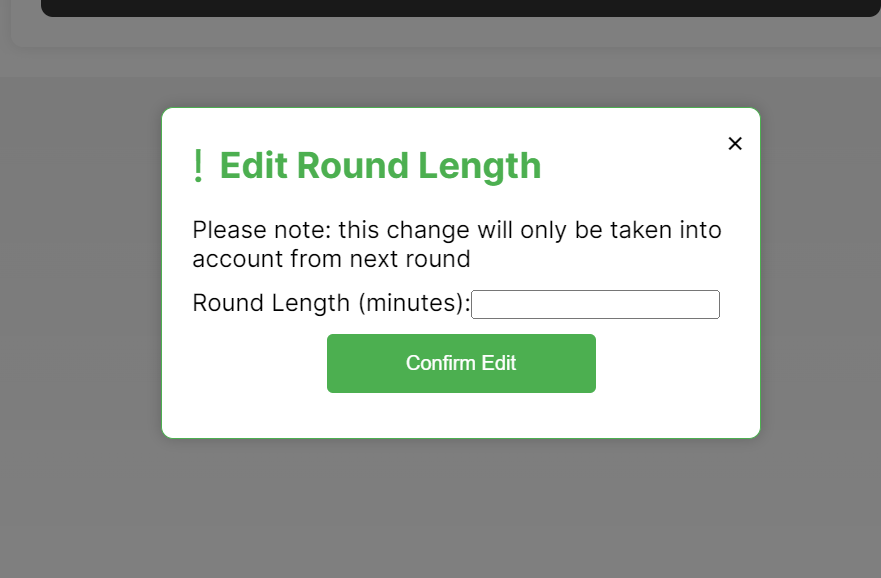 ! Edit Round Length
×
Please note: this change will only be taken into
account from next round
Round Length (minutes):
Confirm Edit